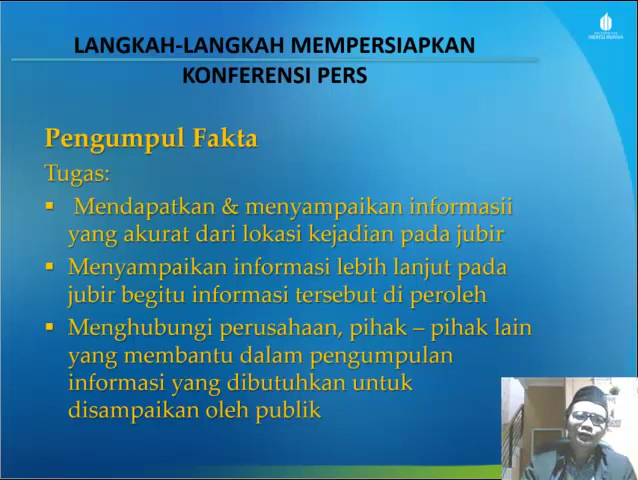 LANGKAH-LANGKAH MEMPERSIAPKAN
KONFERENSI PERS
MERCU BUANA
Pengumpul Fakta
Tugas:
▪ Mendapatkan & menyampaikan informasii
yang akurat dari lokasi kejadian pada jubir
▪ Menyampaikan informasi lebih lanjut pada
jubir begitu informasi tersebut di peroleh
▪ Menghubungi perusahaan, pihak – pihak lain
yang membantu dalam pengumpulan
informasi yang dibutuhkan untuk
disampaikan oleh publik